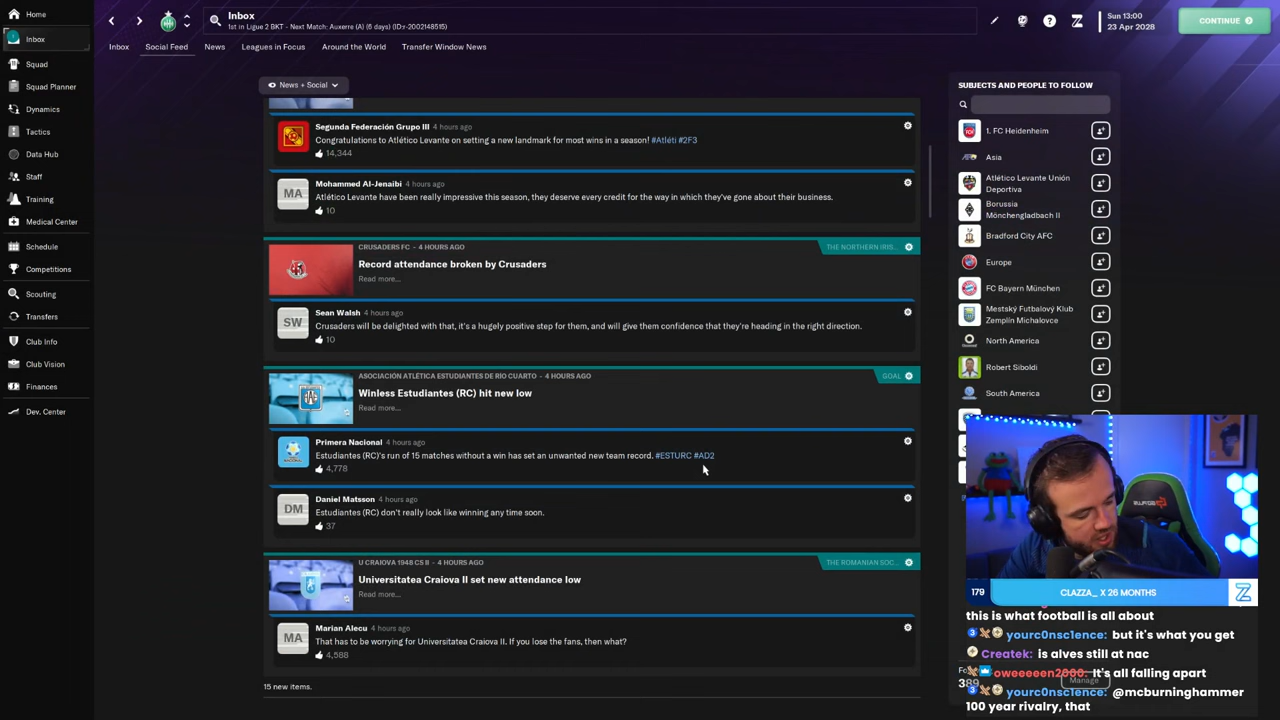 Home
Inbox
Squad
Squad Planner
Dynamics
Tactics
Data Hub
Staff
Training
Medical Center
Schedule
Competitions
Scouting
Transfers
Club Info
Club Vision
Finances
Dev. Center
Inbox
1st in Ligue 2 BKT - Next Match: Auxerre (A) (6 days) (ID:r-2002148515)
Sun 13:00
23 Apr 2028
CONTINUE
Inbox
Social Feed
News
Leagues in Focus
Around the World
Transfer Window News
News + Social
Segunda Federación Grupo III 4 hours ago
Congratulations to Atlético Levante on setting a new landmark for most wins in a season! #Atléti #2F3
14,344
MA
Mohammed Al-Jenaibi 4 hours ago
Atlético Levante have been really impressive this season, they deserve every credit for the way in which they've gone about their business.
10
CRUSADERS FC - 4 HOURS AGO
THE NORTHERN IRIS...
Record attendance broken by Crusaders
Read more...
SW
Sean Walsh 4 hours ago
Crusaders will be delighted with that, it's a hugely positive step for them, and will give them confidence that they're heading in the right direction.
10
ASOCIACIÓN ATLÉTICA ESTUDIANTES DE RIO CUARTO - 4 HOURS AGO
GOAL
Winless Estudiantes (RC) hit new low
Read more...
Primera Nacional 4 hours ago
Estudiantes (RC)'s run of 15 matches without a win has set an unwanted new team record. #ESTURC #AD2
4,778
DM
Daniel Matsson 4 hours ago
Estudiantes (RC) don't really look like winning any time soon.
37
U CRAIOVA 1948 CS II - 4 HOURS AGO
THE ROMANIAN SOC...
Universitatea Craiova II set new attendance low
Read more...
MA
Marian Alecu 4 hours ago
That has to be worrying for Universitatea Craiova II. If you lose the fans, then what?
4,588
15 new items.
SUBJECTS AND PEOPLE TO FOLLOW
1. FC Heidenheim
Asia
Atlético Levante Unión
Deportiva
Borussia
Mönchengladbach II
Bradford City AFC
Europe
FC Bayern München
Mestský Futbalový Klub
Zemplín Michalovce
North America
Robert Siboldi
South America
179
CLAZZA_ X 26 MONTHS
this is what football is all about
yourc0nsc1ence: but it's what you get
Createk: is alves still at nac
oweeeeen2000: It's all falling apart
389
Manage
yourc0nsc1ence: @mcburninghammer
100 year rivalry, that